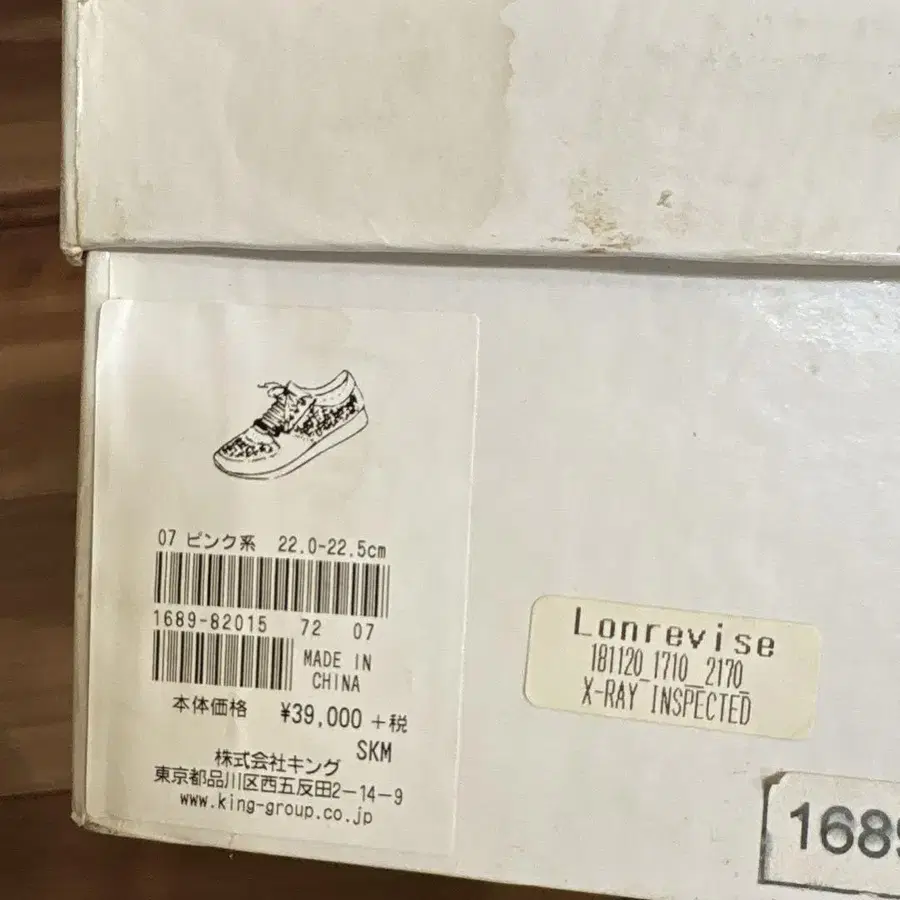 07 ピンク系 22.0-22.5cm
1689-82015 72 07
MADE IN
CHINA
本体価格 ¥39,000 +税
SKM
株式会社キング
東京都品川区西五反田2-14-9
www.king-group.co.jp
Lonrevise
181120_1710__2170
X-RAY INSPECTED
1689